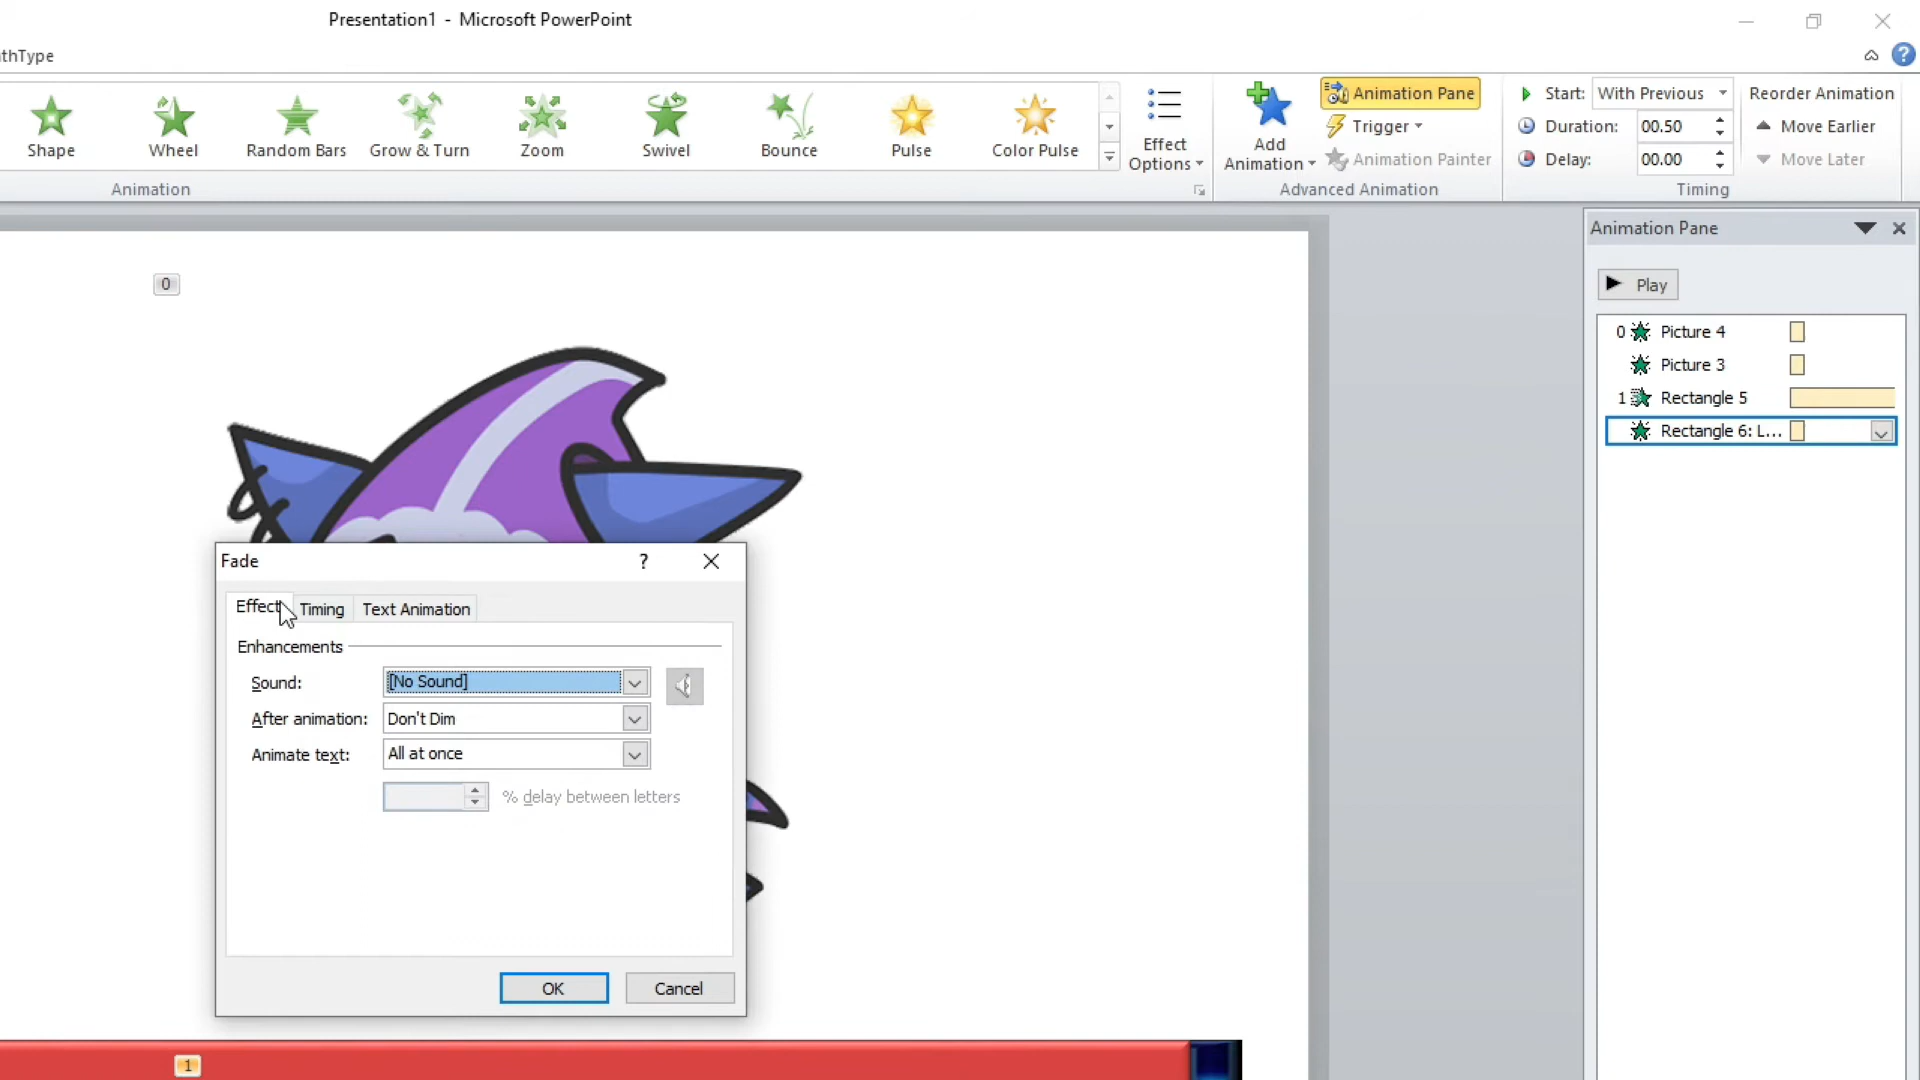 Presentation1 - Microsoft PowerPoint
thType
Shape
Wheel
Random Bars
Grow & Turn
Zoom
Swivel
Bounce
Pulse
Color Pulse
Effect
Options
Add
Animation
Animation Pane
Trigger
Animation Painter
Start: With Previous
Duration: 00.50
Delay: 00.00
Reorder Animation
Move Earlier
Move Later
Animation
Advanced Animation
Timing
Animation Pane
Play
0 Picture 4
Picture 3
1 Rectangle 5
Rectangle 6: L...
0
Fade
?
Effect
Timing
Text Animation
Enhancements
Sound: [No Sound]
After animation: Don't Dim
Animate text: All at once
% delay between letters
OK
Cancel
1